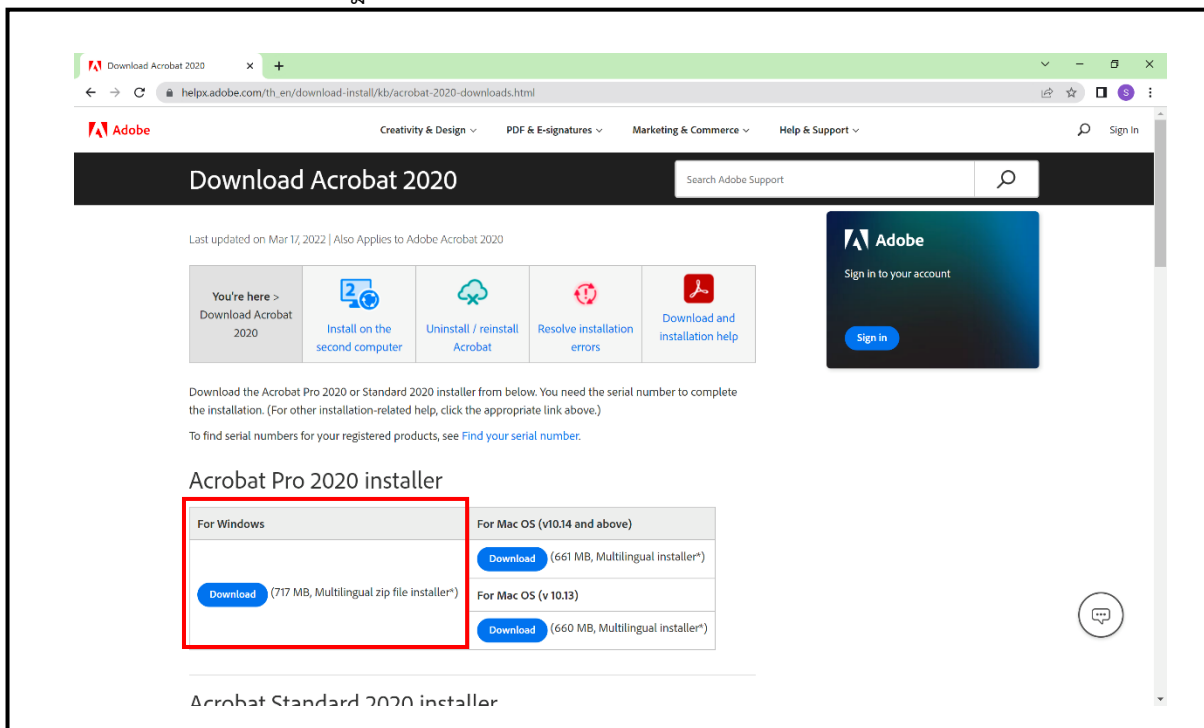 Download Acrobat 2020
helpx.adobe.com/th_en/download-install/kb/acrobat-2020-downloads.html
S
Adobe
Creativity & Design
PDF & E-signatures
Marketing & Commerce
Help & Support
Sign In
Download Acrobat 2020
Search Adobe Support
Last updated on Mar 17, 2022 | Also Applies to Adobe Acrobat 2020
You're here >
Download Acrobat
2020
2
Install on the
second computer
Uninstall / reinstall
Acrobat
Resolve installation
errors
Download and
installation help
Adobe
Sign in to your account
Sign in
Download the Acrobat Pro 2020 or Standard 2020 installer from below. You need the serial number to complete
the installation. (For other installation-related help, click the appropriate link above.)
To find serial numbers for your registered products, see Find your serial number.
Acrobat Pro 2020 installer
For Windows
Download (717 MB, Multilingual zip file installer*)
For Mac OS (v10.14 and above)
Download (661 MB, Multilingual installer*)
For Mac OS (v 10.13)
Download (660 MB, Multilingual installer*)
Acrobat Standard 2020 installer